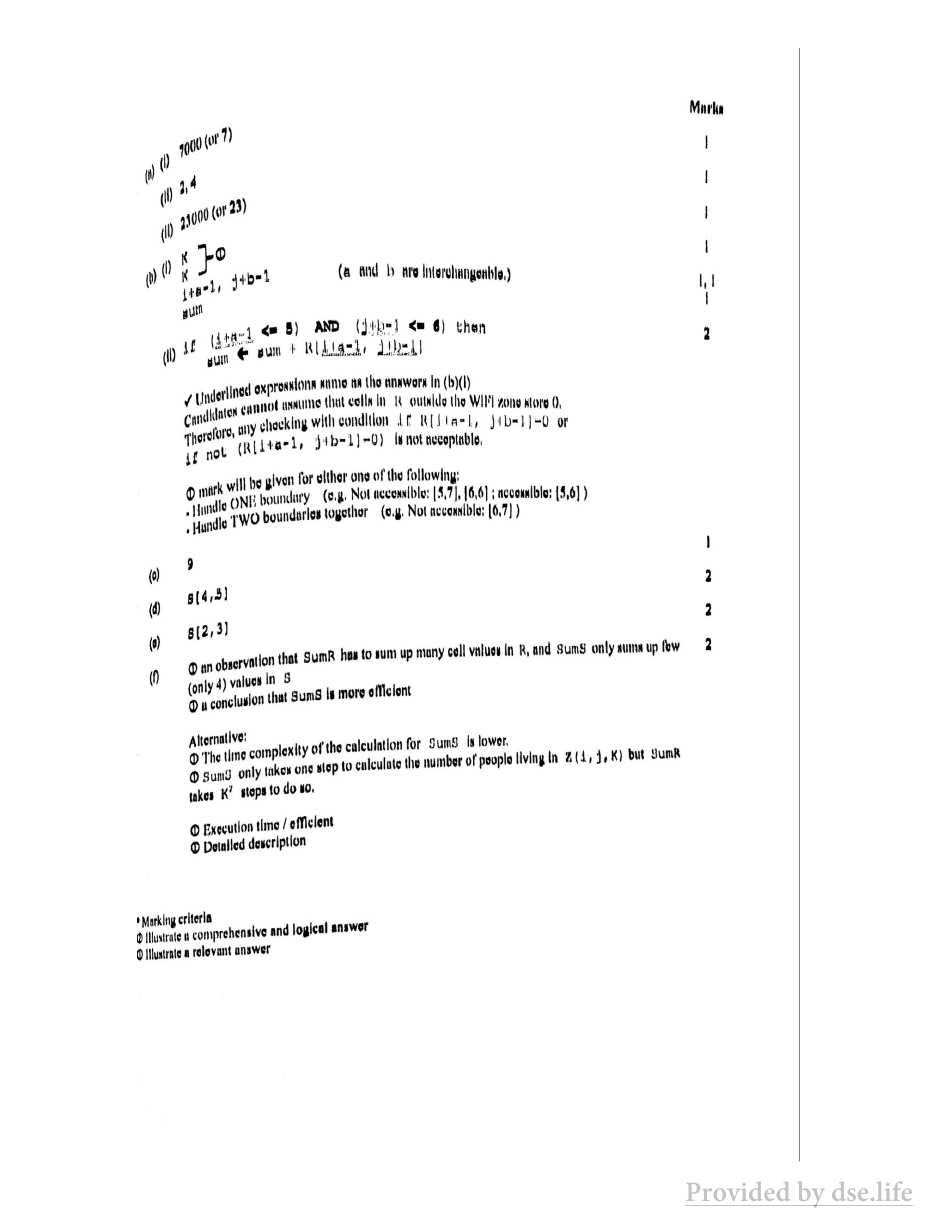 Marks
(a) (i) 7000 (or 7) 1
(ii) 2, 4 1
(ii) 23000 (or 23) 1
(b) (i) K ①
K 1
i+a-1, j+b-1 (a and b are interchangeable.) 1, 1
sum 1
(ii) if (i+a-1 <= 5) AND (j+b-1 <= 6) then 2
sum ← sum + R[i+a-1, j+b-1]
✓ Underlined expressions same as the answers in (b)(i)
Candidates cannot assume that cells in R outside the WiFi zone store 0.
Therefore, any checking with condition if R[i+a-1, j+b-1]=0 or
if not (R[i+a-1, j+b-1]=0) is not acceptable.
① mark will be given for either one of the following:
• Handle ONE boundary (e.g. Not accessible: [5,7], [6,6] ; accessible: [5,6] )
• Handle TWO boundaries together (e.g. Not accessible: [6,7] )
(c) 9 1
(d) S[4,5] 2
(e) S[2,3] 2
(f) ① an observation that SumR has to sum up many cell values in R, and SumS only sums up few 2
(only 4) values in S
① a conclusion that SumS is more efficient
Alternative:
① The time complexity of the calculation for SumS is lower.
① SumS only takes one step to calculate the number of people living in Z(i, j, K) but SumR
takes K² steps to do so.
① Execution time / efficient
① Detailed description
* Marking criteria
① Illustrate a comprehensive and logical answer
① Illustrate a relevant answer
Provided by dse.life